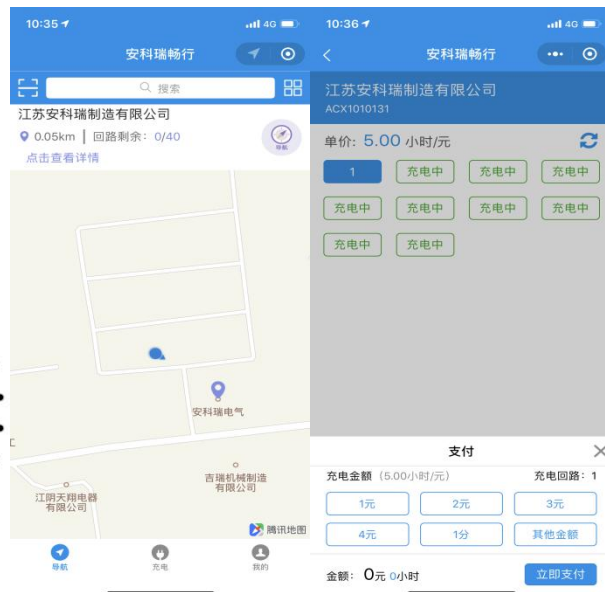 10:35
4G
安科瑞畅行
搜索
江苏安科瑞制造有限公司
0.05km | 回路剩余: 0/40
导航
点击查看详情
安科瑞电气
吉瑞机械制造
有限公司
江阴天翔电器
有限公司
腾讯地图
导航
充电
我的
10:36
4G
安科瑞畅行
江苏安科瑞制造有限公司
ACX1010131
单价: 5.00 小时/元
1 充电中 充电中 充电中
充电中 充电中 充电中 充电中
充电中 充电中
支付
充电金额 (5.00小时/元) 充电回路: 1
1元 2元 3元
4元 1分 其他金额
金额: 0元 0小时 立即支付